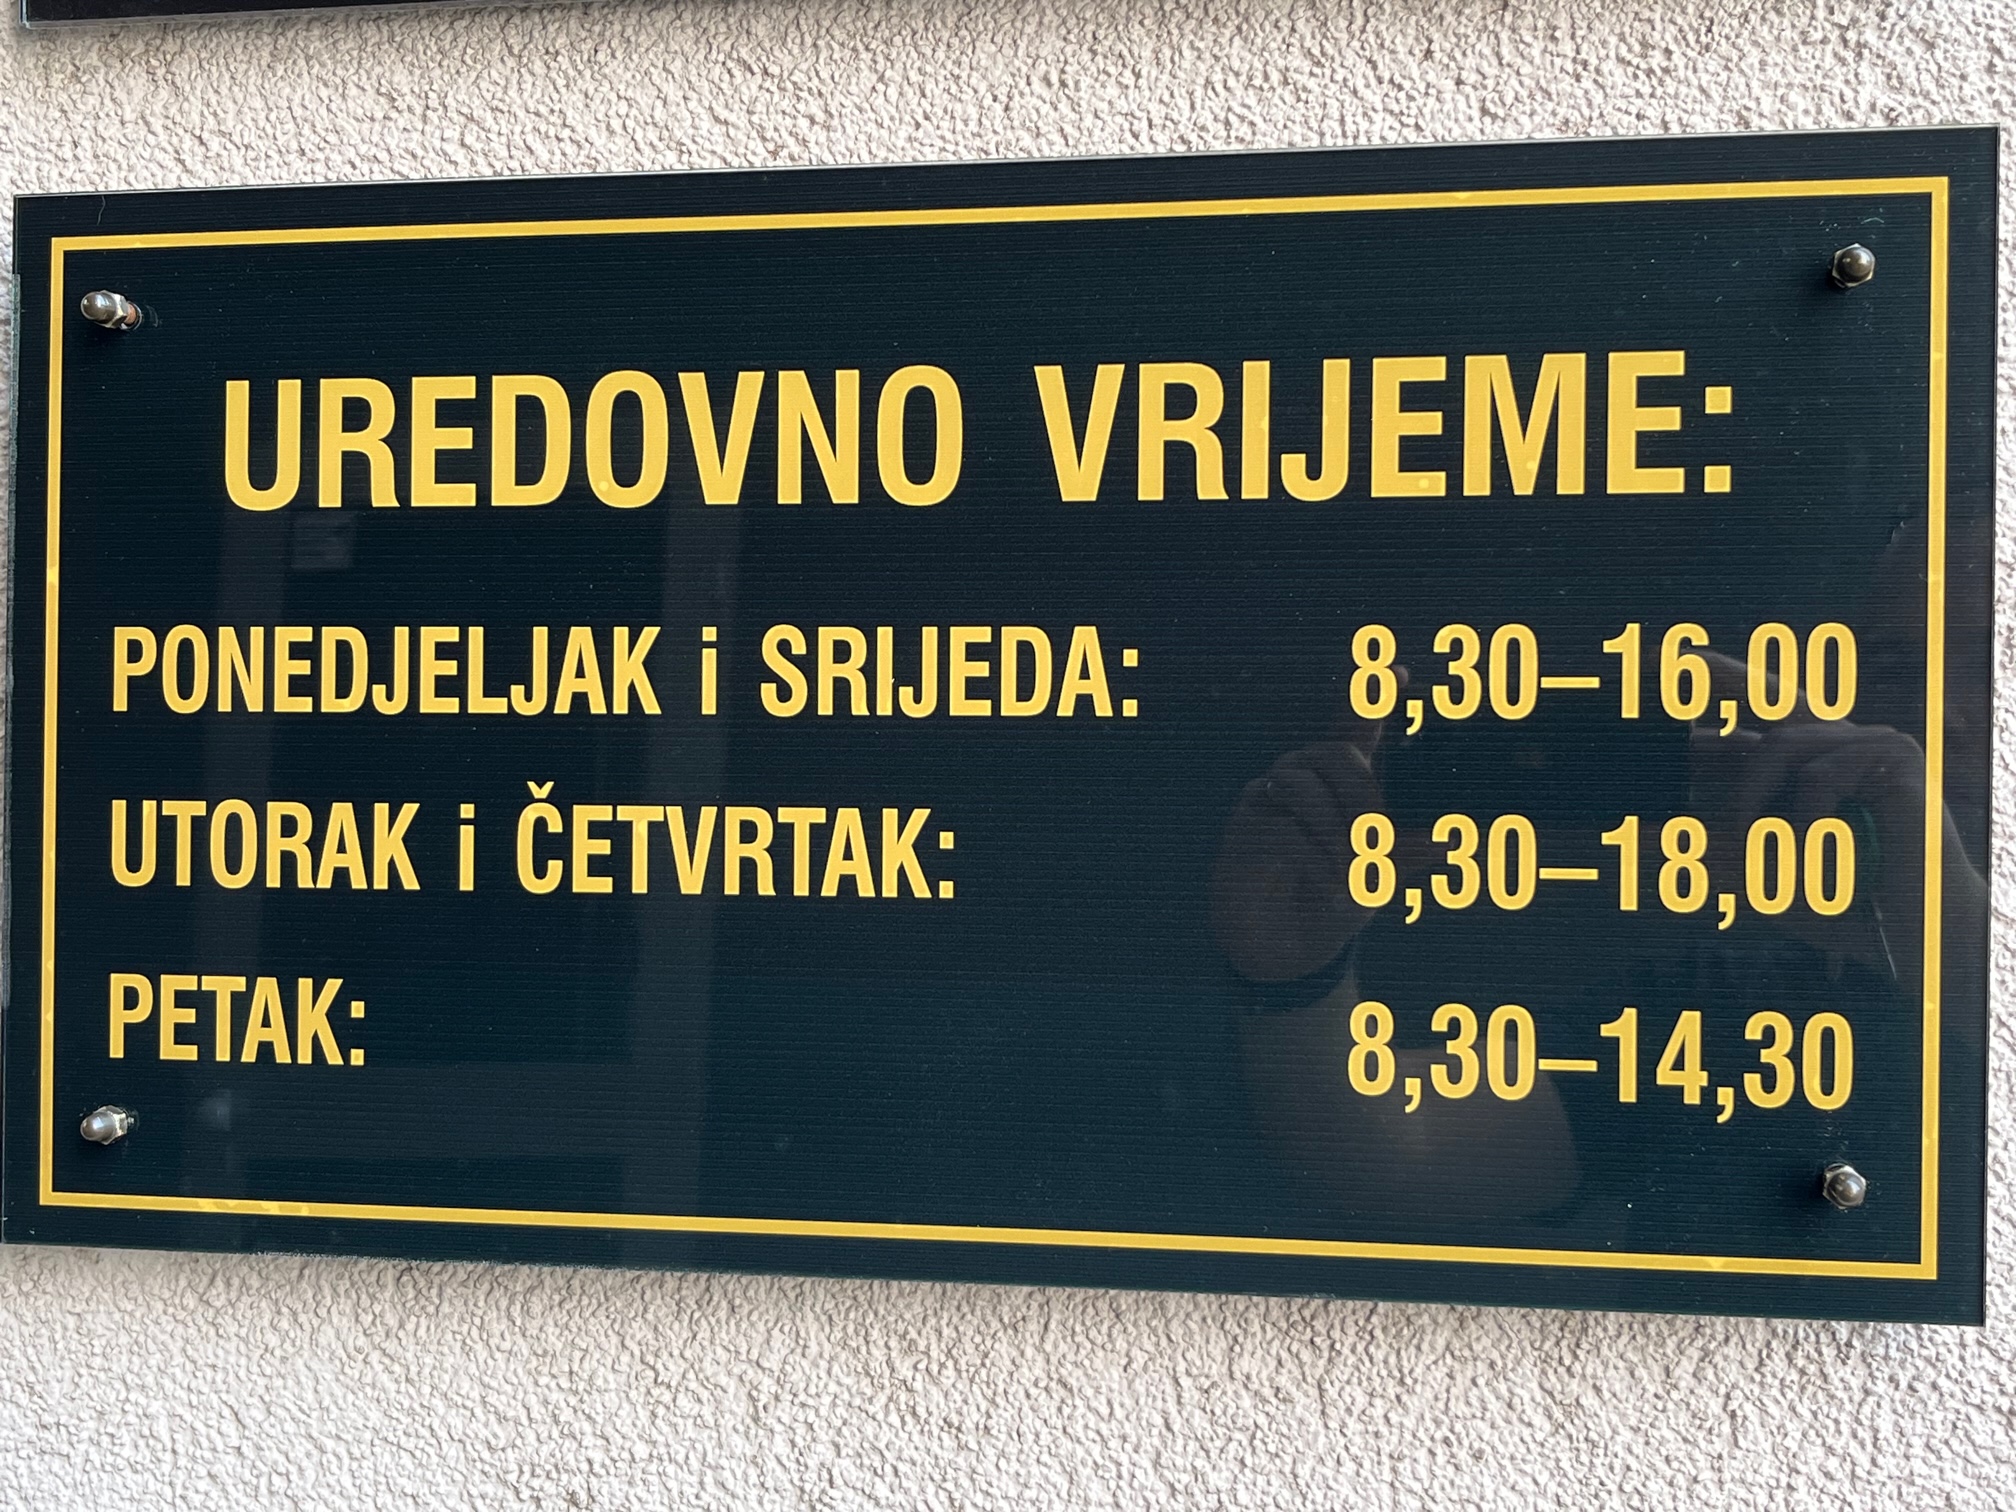 UREDOVNO VRIJEME:
PONEDJELJAK i SRIJEDA: 8,30–16,00
UTORAK i ČETVRTAK: 8,30–18,00
PETAK: 8,30–14,30